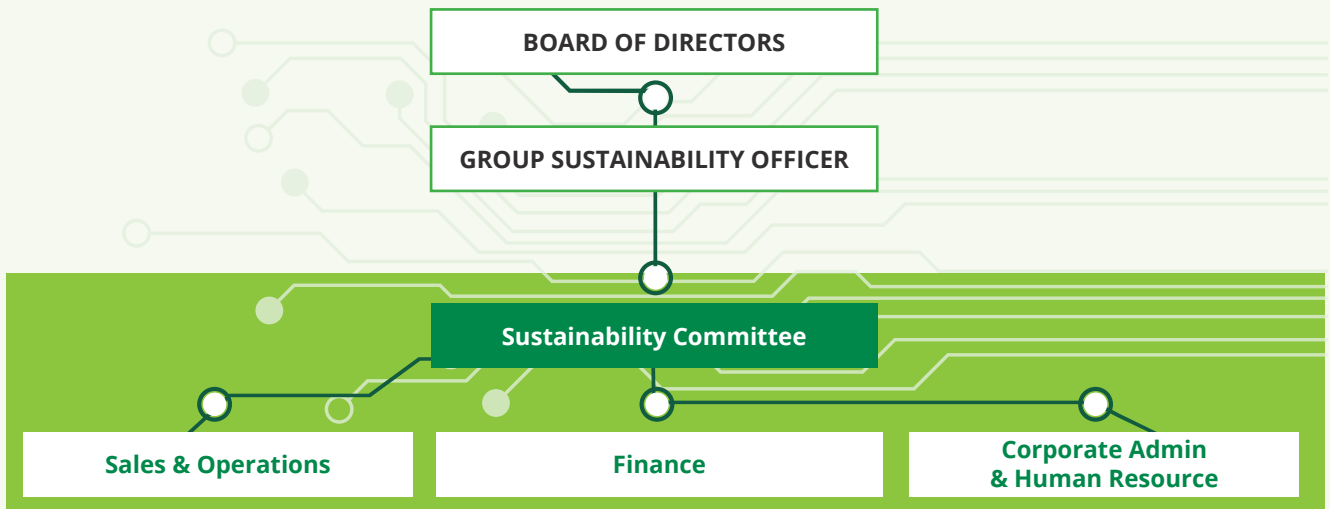 BOARD OF DIRECTORS
GROUP SUSTAINABILITY OFFICER
Sustainability Committee
Sales & Operations
Finance
Corporate Admin
& Human Resource